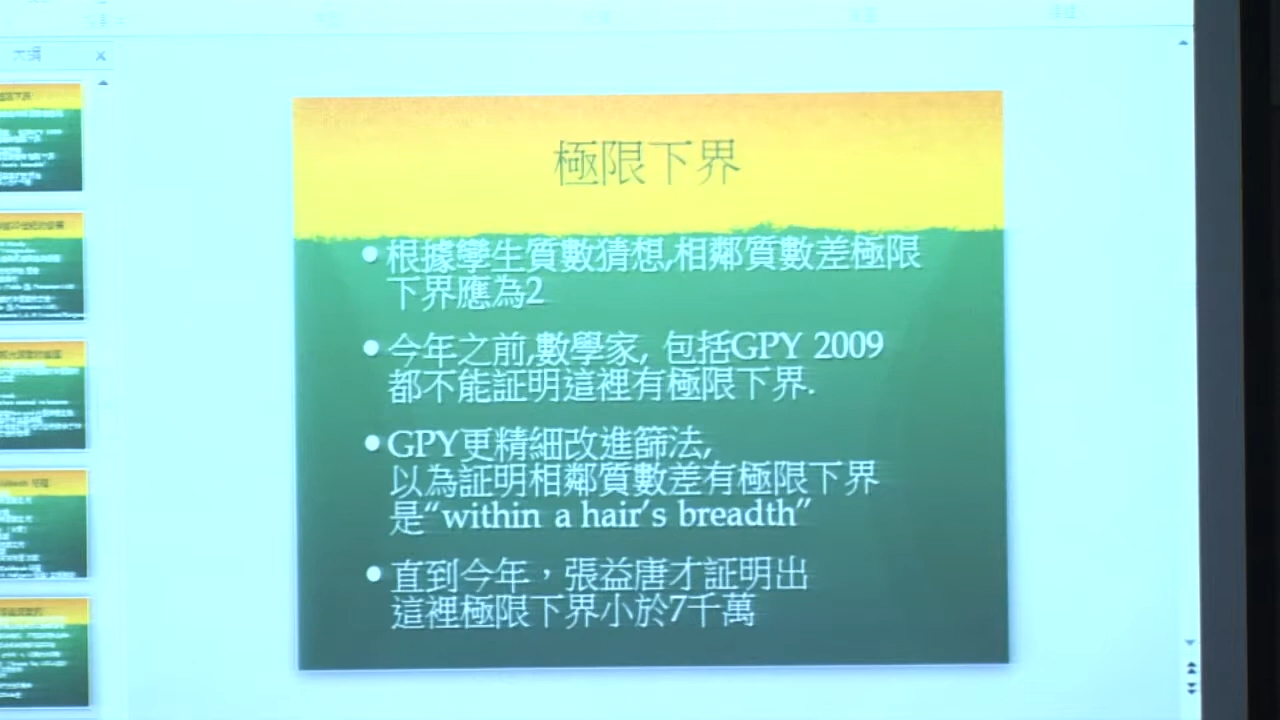 極限下界
•根據孿生質數猜想,相鄰質數差極限
下界應為2
•今年之前,數學家, 包括GPY 2009
都不能証明這裡有極限下界.
•GPY更精細改進篩法,
以為証明相鄰質數差有極限下界
是“within a hair’s breadth”
•直到今年，張益唐才証明出
這裡極限下界小於7千萬